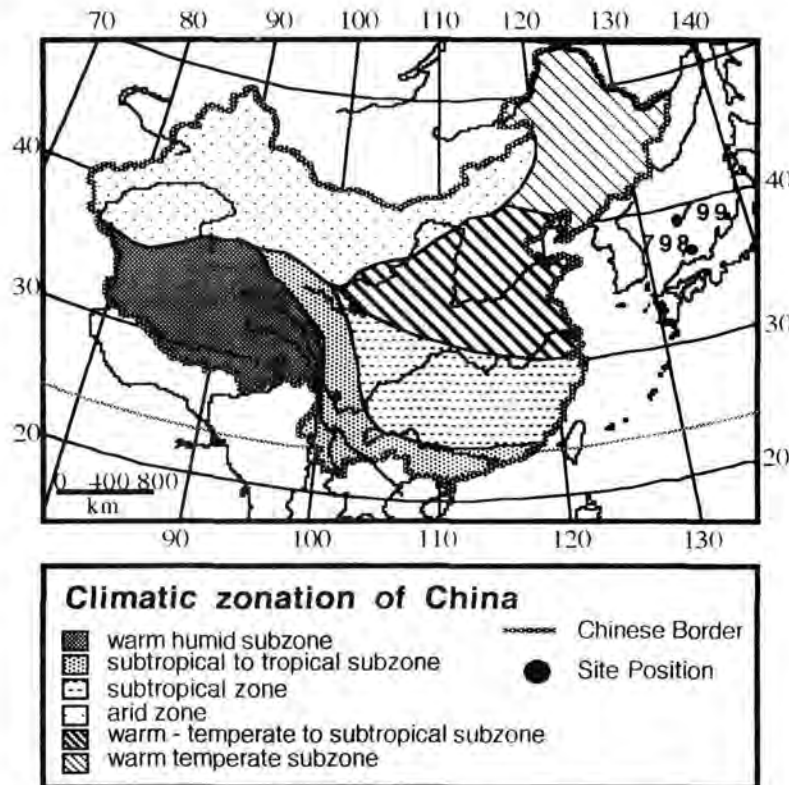 70 80 90 100 110 120 130 140
40
40
99
798
30
30
20
20
0 400 800
km
90 100 110 120 130
Climatic zonation of China
warm humid subzone
subtropical to tropical subzone
subtropical zone
arid zone
warm - temperate to subtropical subzone
warm temperate subzone
Chinese Border
Site Position